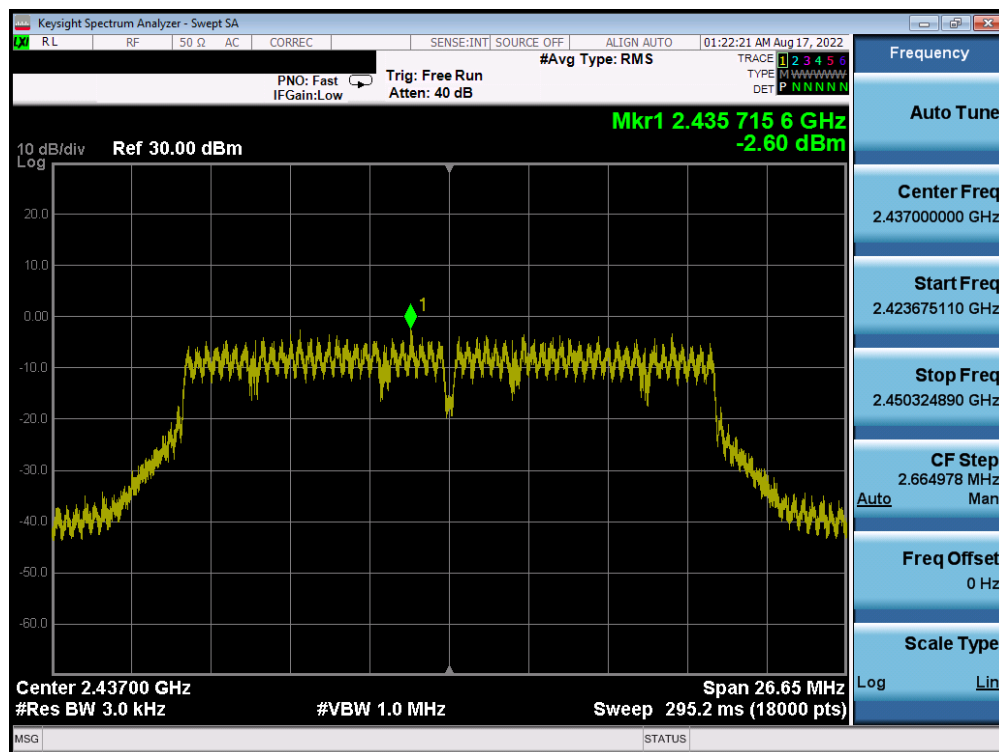 Keysight Spectrum Analyzer - Swept SA
LXI RL RF 50 Ω AC CORREC SENSE:INT SOURCE OFF ALIGN AUTO 01:22:21 AM Aug 17, 2022
#Avg Type: RMS TRACE 1 2 3 4 5 6
PNO: Fast Trig: Free Run TYPE M W W W W W
IFGain:Low Atten: 40 dB DET P N N N N N
Mkr1 2.435 715 6 GHz
-2.60 dBm
10 dB/div Ref 30.00 dBm
Log
1
20.0
10.0
0.00
-10.0
-20.0
-30.0
-40.0
-50.0
-60.0
Center 2.43700 GHz Span 26.65 MHz
#Res BW 3.0 kHz #VBW 1.0 MHz Sweep 295.2 ms (18000 pts)
MSG STATUS
Frequency
Auto Tune
Center Freq
2.437000000 GHz
Start Freq
2.423675110 GHz
Stop Freq
2.450324890 GHz
CF Step
2.664978 MHz
Auto Man
Freq Offset
0 Hz
Scale Type
Log Lin